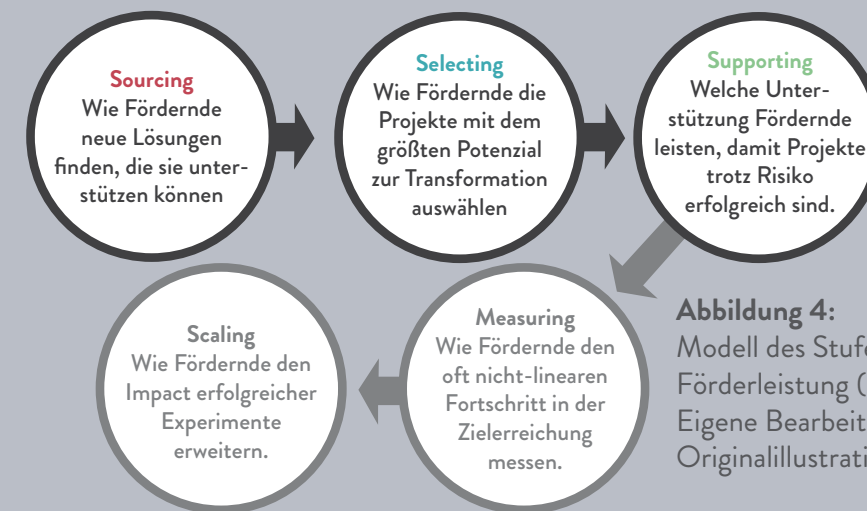 Sourcing
Wie Fördernde
neue Lösungen
finden, die sie unter-
stützen können
Selecting
Wie Fördernde die
Projekte mit dem
größten Potenzial
zur Transformation
auswählen
Supporting
Welche Unter-
stützung Fördernde
leisten, damit Projekte
trotz Risiko
erfolgreich sind.
Scaling
Wie Fördernde den
Impact erfolgreicher
Experimente
erweitern.
Measuring
Wie Fördernde den
oft nicht-linearen
Fortschritt in der
Zielerreichung
messen.
Abbildung 4:
Modell des
Förderleistung (
Eigene